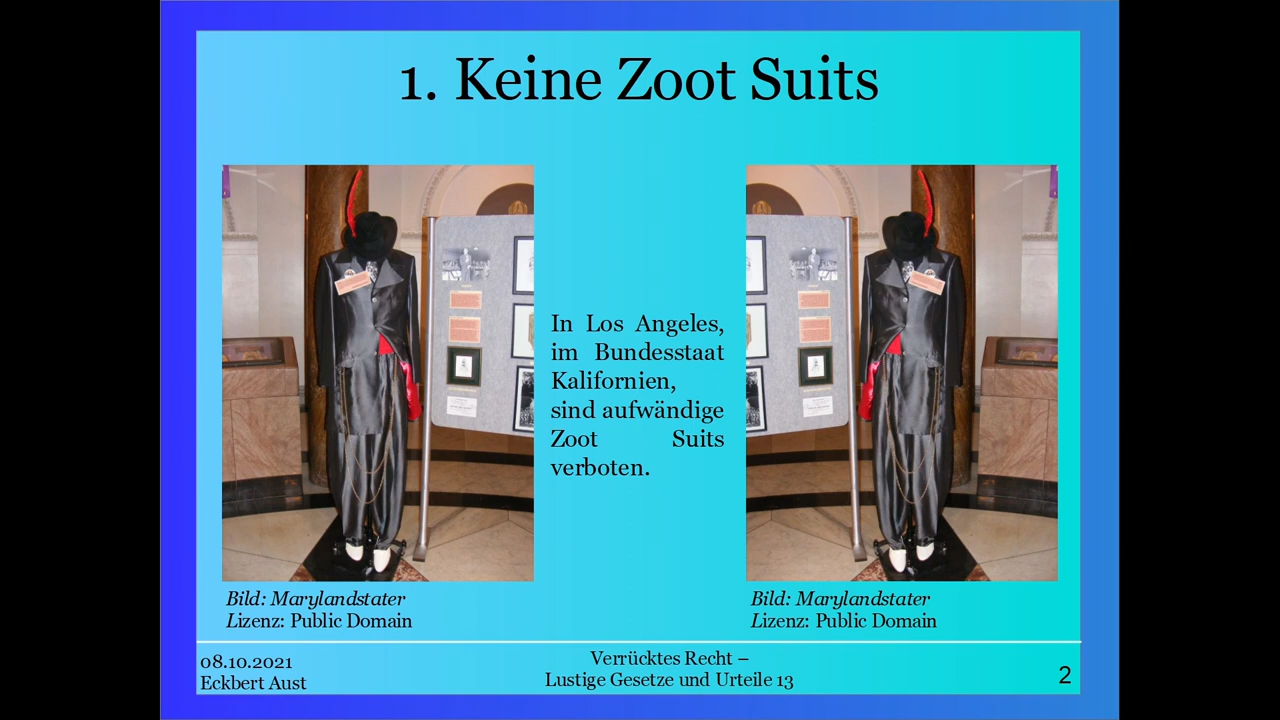 1. Keine Zoot Suits
In Los Angeles,
im Bundesstaat
Kalifornien,
sind aufwändige
Zoot Suits
verboten.
Bild: Marylandstater
Lizenz: Public Domain
Bild: Marylandstater
Lizenz: Public Domain
08.10.2021
Eckbert Aust
Verrücktes Recht –
Lustige Gesetze und Urteile 13
2